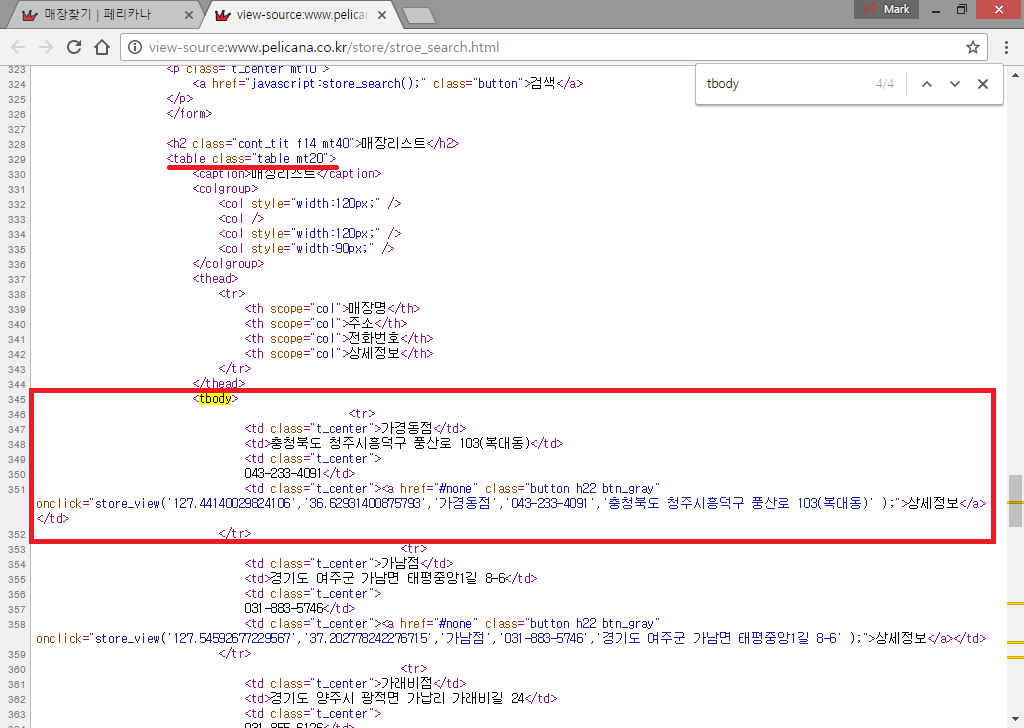 매장찾기 | 페리카나
view-source:www.pelican
Mark
view-source:www.pelicana.co.kr/store/stroe_search.html
tbody
4/4
323 <p class="t_center mt10">
324 <a href="javascript:store_search();" class="button">검색</a>
325 </p>
326 </form>
327
328 <h2 class="cont_tit f14 mt40">매장리스트</h2>
329 <table class="table mt20">
330 <caption>매장리스트</caption>
331 <colgroup>
332 <col style="width:120px;" />
333 <col />
334 <col style="width:120px;" />
335 <col style="width:90px;" />
336 </colgroup>
337 <thead>
338 <tr>
339 <th scope="col">매장명</th>
340 <th scope="col">주소</th>
341 <th scope="col">전화번호</th>
342 <th scope="col">상세정보</th>
343 </tr>
344 </thead>
345 <tbody>
346 <tr>
347 <td class="t_center">가경동점</td>
348 <td>충청북도 청주시흥덕구 풍산로 103(복대동)</td>
349 <td class="t_center">
350 043-233-4091</td>
351 <td class="t_center"><a href="#none" class="button h22 btn_gray"
onclick="store_view('127.44140029824106','36.62931400875793','가경동점','043-233-4091','충청북도 청주시흥덕구 풍산로 103(복대동)' );">상세정보</a>
</td>
352 </tr>
353 <tr>
354 <td class="t_center">가남점</td>
355 <td>경기도 여주군 가남면 태평중앙1길 8-6</td>
356 <td class="t_center">
357 031-883-5746</td>
358 <td class="t_center"><a href="#none" class="button h22 btn_gray"
onclick="store_view('127.54592677229567','37.202778242276715','가남점','031-883-5746','경기도 여주군 가남면 태평중앙1길 8-6' );">상세정보</a></td>
359 </tr>
360 <tr>
361 <td class="t_center">가래비점</td>
362 <td>경기도 양주시 광적면 가납리 가래비길 24</td>
363 <td class="t_center">